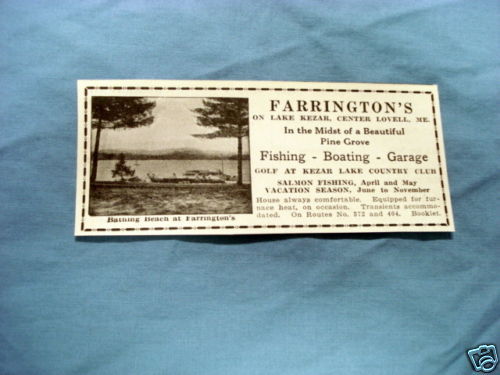 FARRINGTON'S
ON LAKE KEZAR, CENTER LOVELL, ME.
In the Midst of a Beautiful
Pine Grove
Fishing - Boating - Garage
GOLF AT KEZAR LAKE COUNTRY CLUB
SALMON FISHING, April and May
VACATION SEASON, June to November
House always comfortable. Equipped for fur-
nace heat, on occasion. Transients accommo-
dated. On Routes No. 572 and 464. Booklet.
Bathing Beach at Farrington's